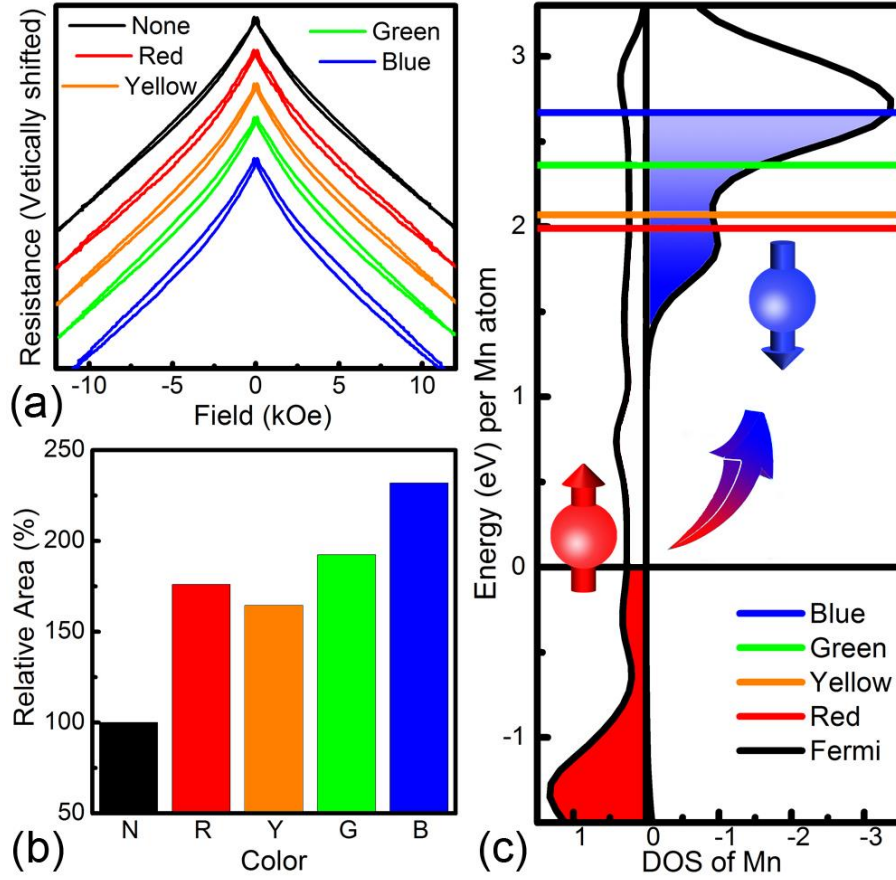 None
Red
Yellow
Green
Blue
Resistance (Vetically shifted)
-10 -5 0 5 10
Field (kOe)
(a)
250
200
150
100
50
Relative Area (%)
N R Y G B
Color
(b)
3
2
1
0
-1
Energy (eV) per Mn atom
Blue
Green
Yellow
Red
Fermi
1 0 -1 -2 -3
DOS of Mn
(c)